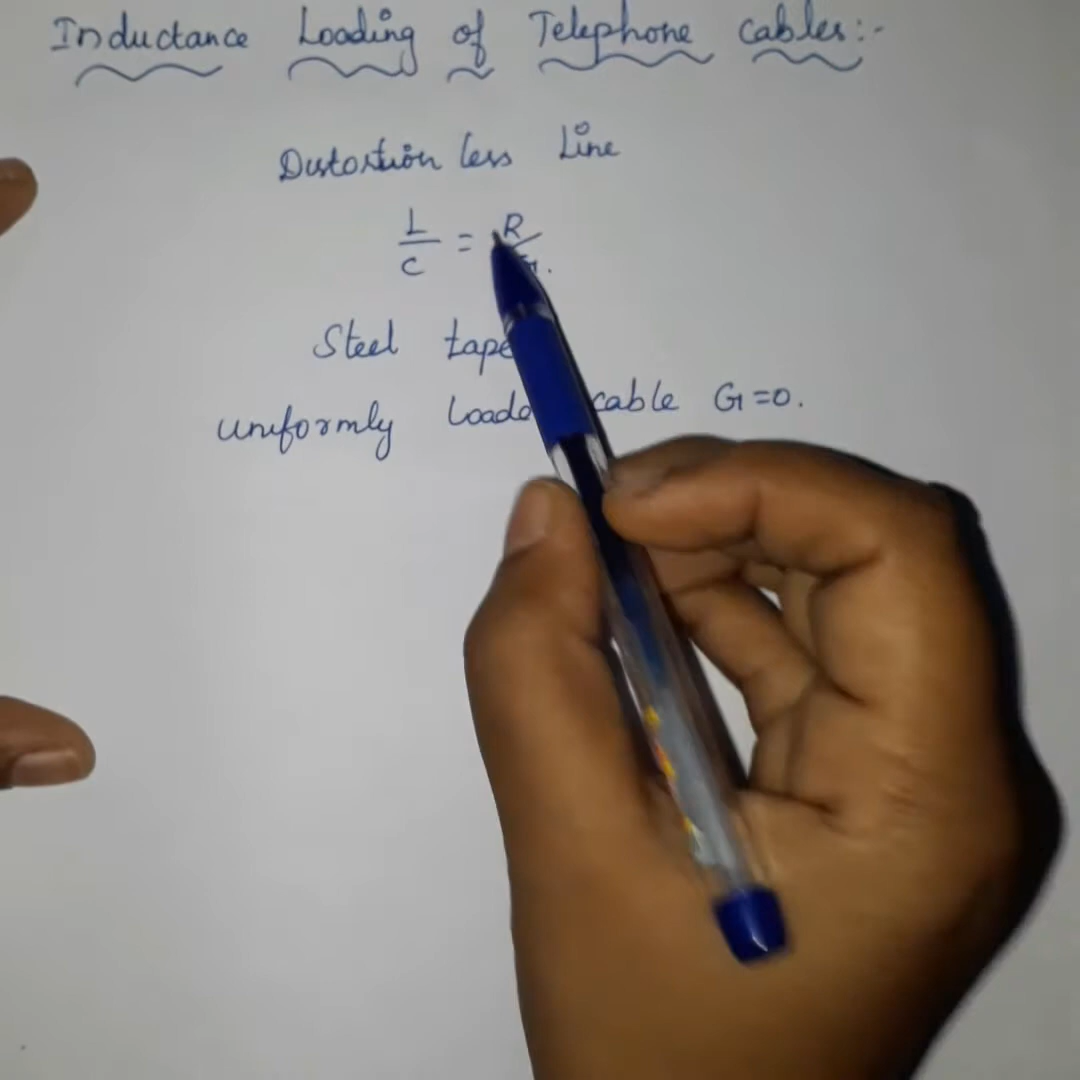 Inductance Loading of Telephone cables:-
Distortion less Line
L/C = R/G.
Steel tape
uniformly cable G=0.